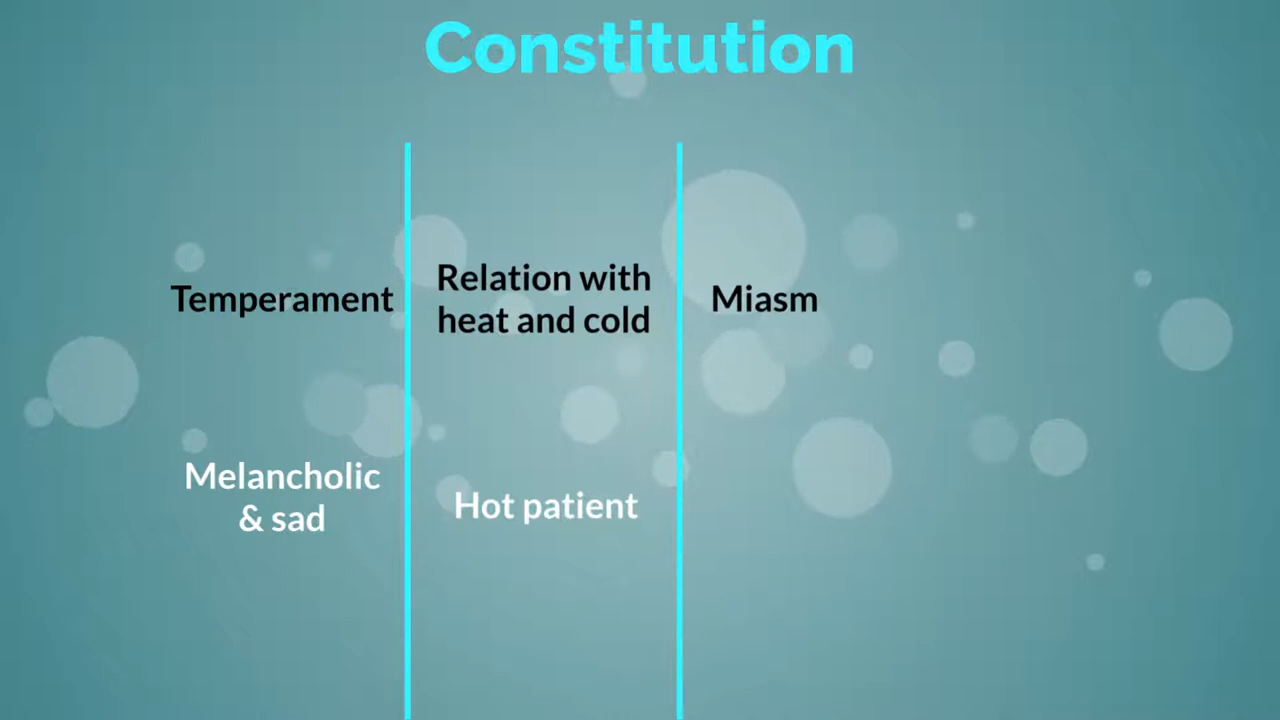 Constitution
Temperament
Relation with
heat and cold
Miasm
Melancholic
& sad
Hot patient